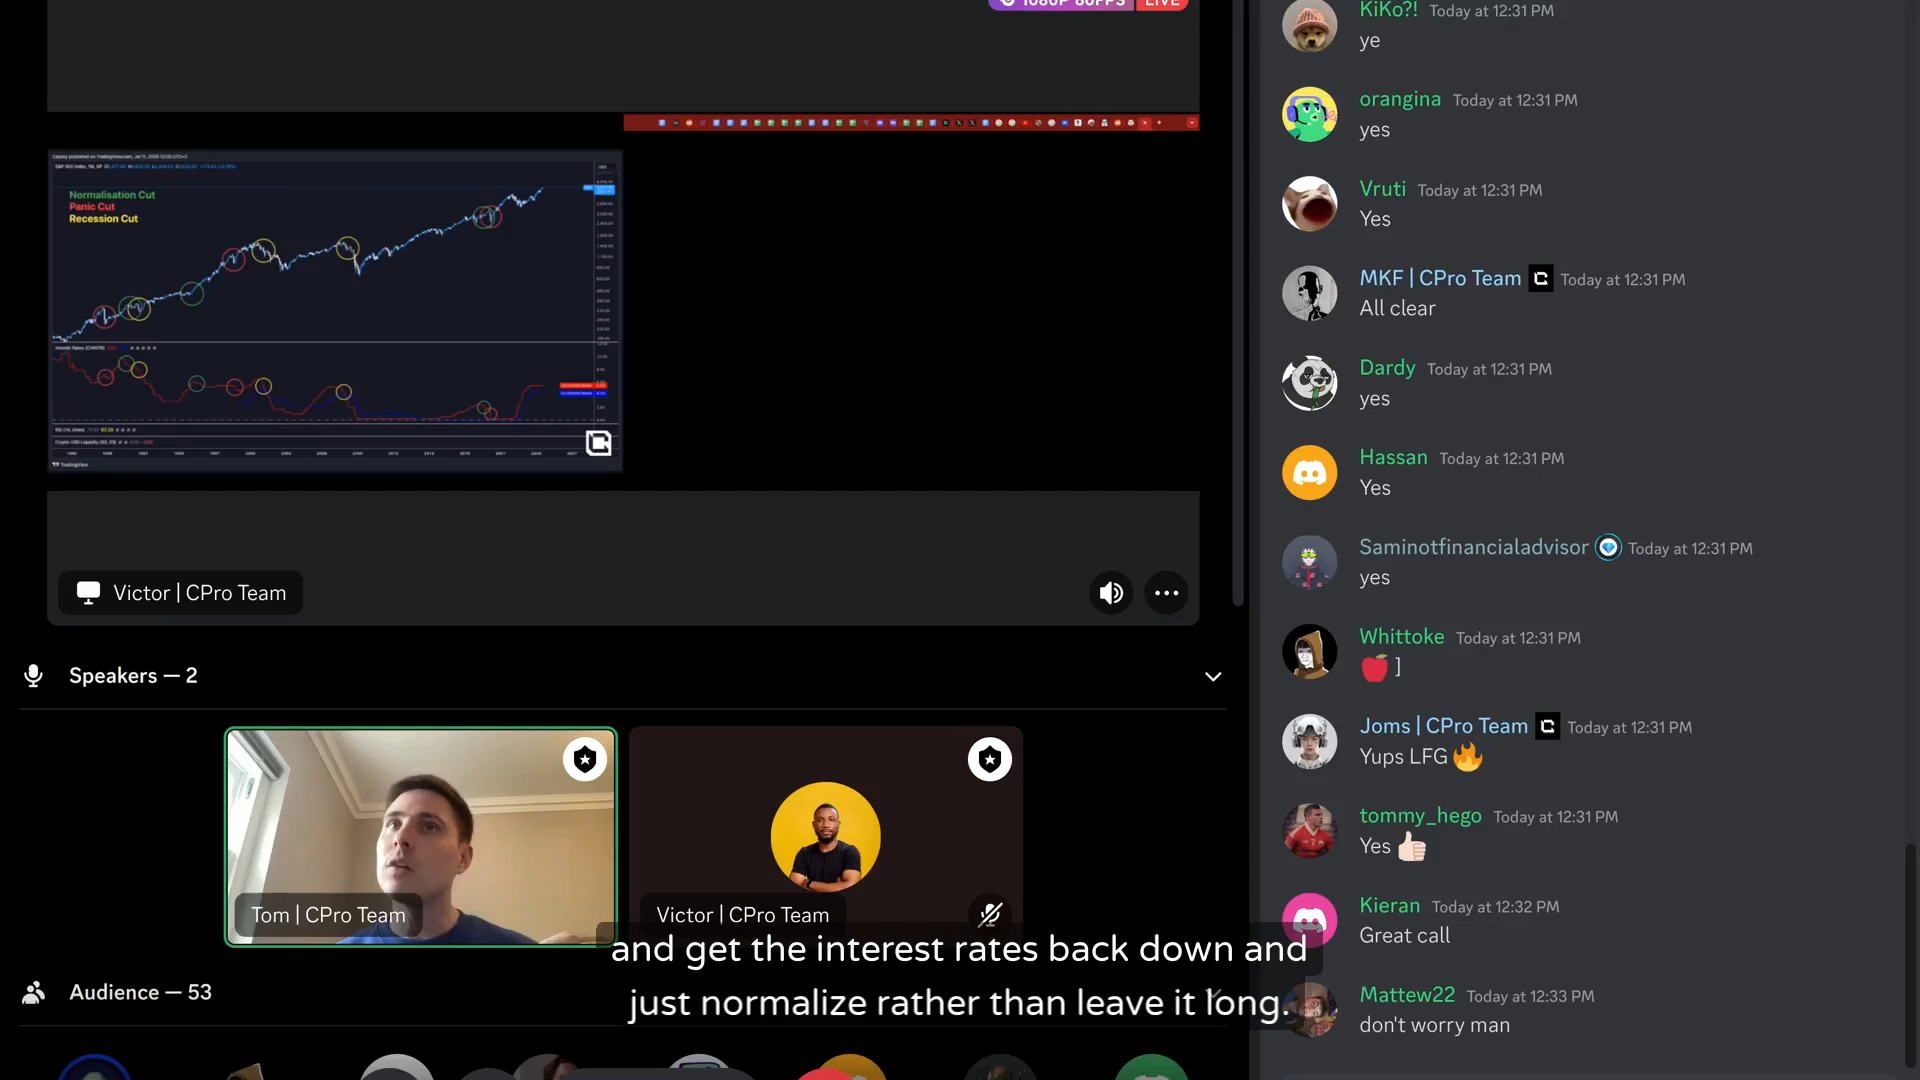 1080P 60FPS LIVE
Normalisation Cut
Panic Cut
Recession Cut
TradingView
Victor | CPro Team
Speakers — 2
Tom | CPro Team
Victor | CPro Team
and get the interest rates back down and
just normalize rather than leave it long.
Audience — 53
KiKo?! Today at 12:31 PM
ye
orangina Today at 12:31 PM
yes
Vruti Today at 12:31 PM
Yes
MKF | CPro Team Today at 12:31 PM
All clear
Dardy Today at 12:31 PM
yes
Hassan Today at 12:31 PM
Yes
Saminotfinancialadvisor Today at 12:31 PM
yes
Whittoke Today at 12:31 PM
🍎 ]
Joms | CPro Team Today at 12:31 PM
Yups LFG 🔥
tommy_hego Today at 12:31 PM
Yes 👍🏻
Kieran Today at 12:32 PM
Great call
Mattew22 Today at 12:33 PM
don't worry man